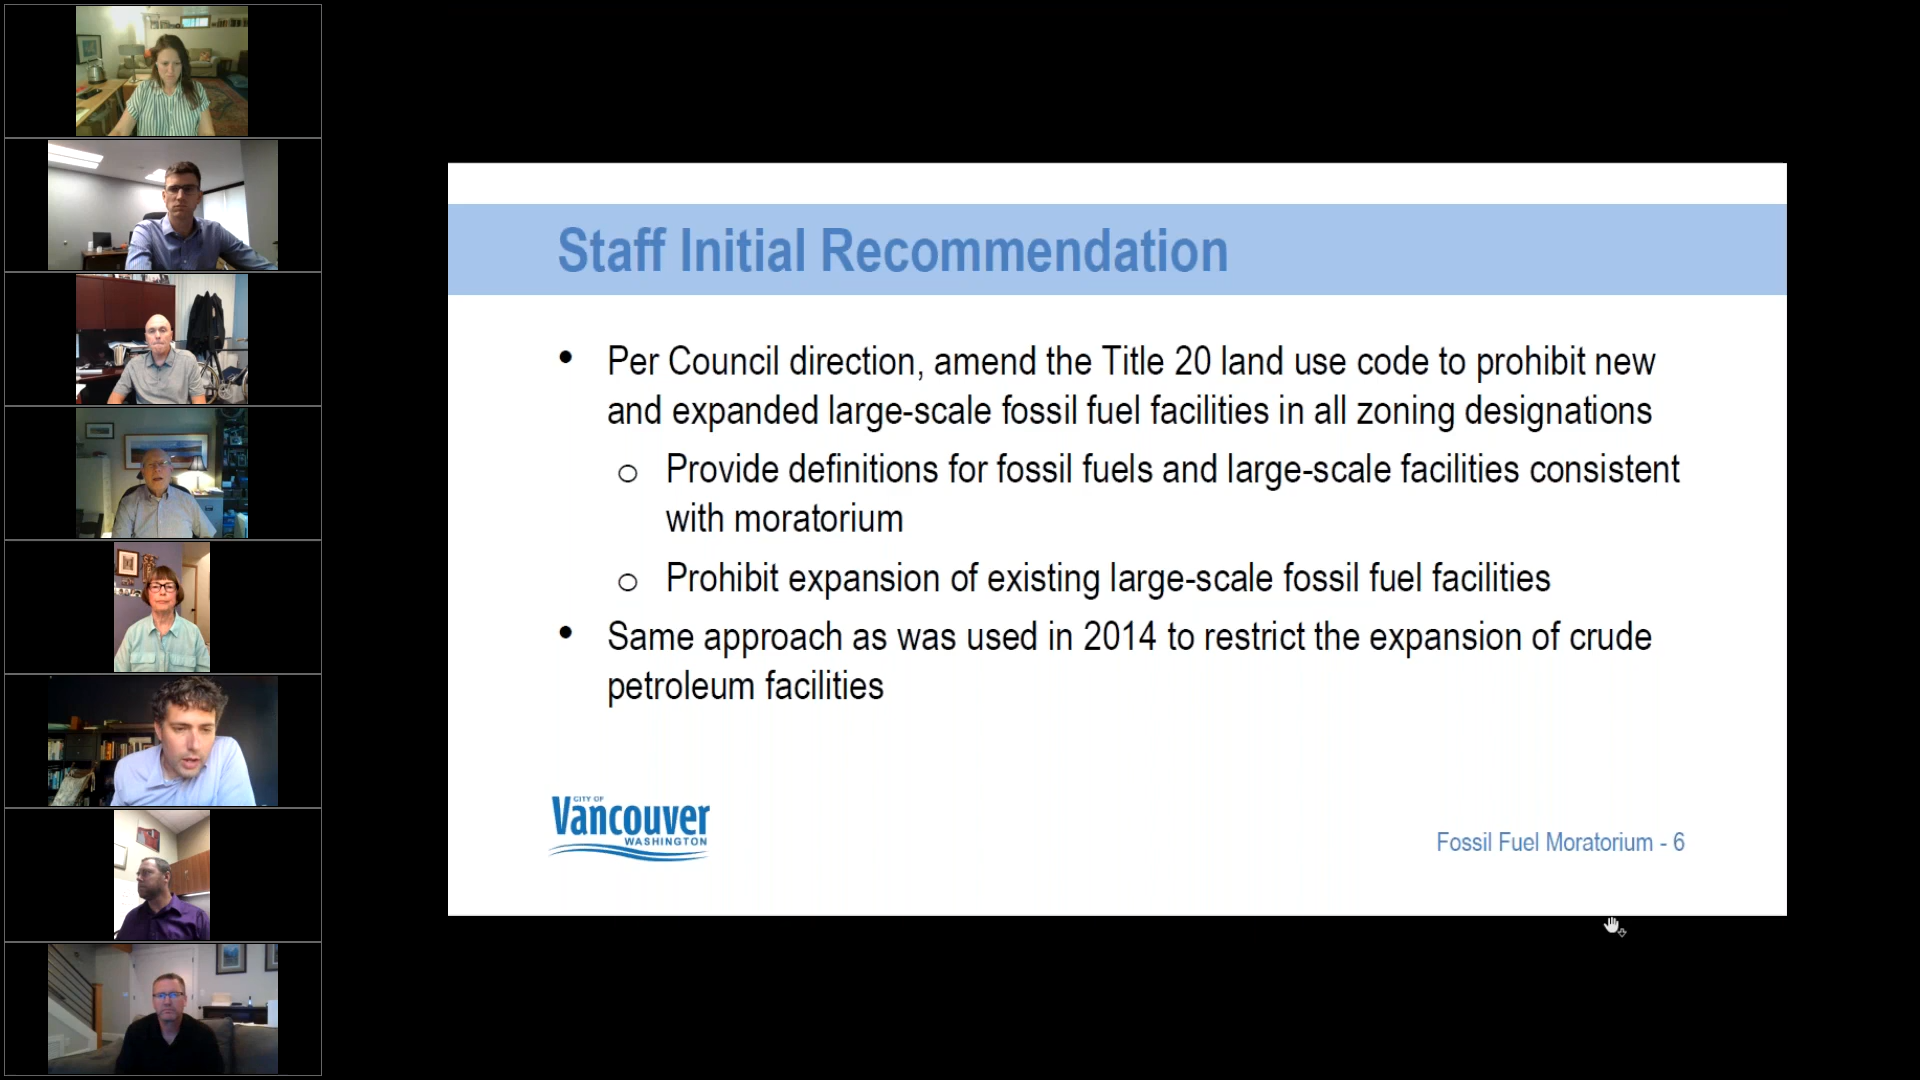 Staff Initial Recommendation
• Per Council direction, amend the Title 20 land use code to prohibit new
and expanded large-scale fossil fuel facilities in all zoning designations
o Provide definitions for fossil fuels and large-scale facilities consistent
with moratorium
o Prohibit expansion of existing large-scale fossil fuel facilities
• Same approach as was used in 2014 to restrict the expansion of crude
petroleum facilities
CITY OF
Vancouver
WASHINGTON
Fossil Fuel Moratorium - 6